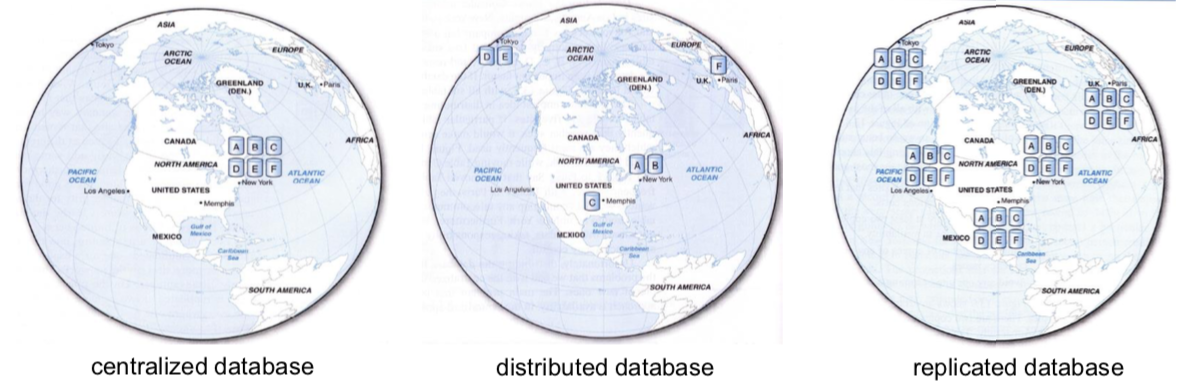 ASIA
Tokyo
ARCTIC
OCEAN
EUROPE
GREENLAND
(DEN.)
U.K. Paris
AFRICA
CANADA
A B C
NORTH AMERICA
D E F
PACIFIC
OCEAN
ATLANTIC
OCEAN
New York
Los Angeles
UNITED STATES
Memphis
MEXICO
Gulf of
Mexico
Caribbean
Sea
SOUTH AMERICA
centralized database
ASIA
Tokyo
D E
ARCTIC
OCEAN
EUROPE
F
GREENLAND
(DEN.)
U.K. Paris
AFRICA
CANADA
NORTH AMERICA
A B
PACIFIC
OCEAN
ATLANTIC
OCEAN
New York
Los Angeles
UNITED STATES
C Memphis
MEXICO
Gulf of
Mexico
Caribbean
Sea
SOUTH AMERICA
distributed database
ASIA
Tokyo
A B C
D E F
ARCTIC
OCEAN
EUROPE
GREENLAND
(DEN.)
U.K. Paris
A B C
D E F
AFRICA
CANADA
A B C
D E F
NORTH AMERICA
A B C
D E F
PACIFIC
OCEAN
ATLANTIC
OCEAN
New York
Los Angeles
UNITED STATES
Memphis
A B C
D E F
MEXICO
Caribbean
Sea
SOUTH AMERICA
replicated database